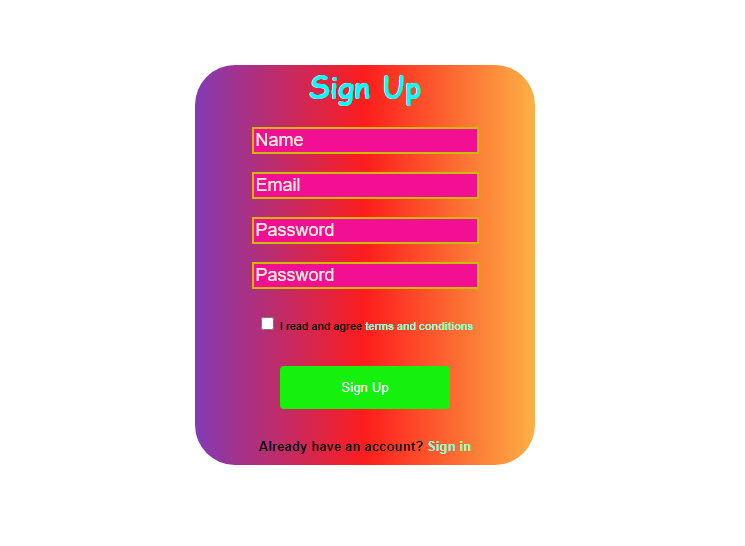 Sign Up
Name
Email
Password
Password
I read and agree terms and conditions
Sign Up
Already have an account? Sign in